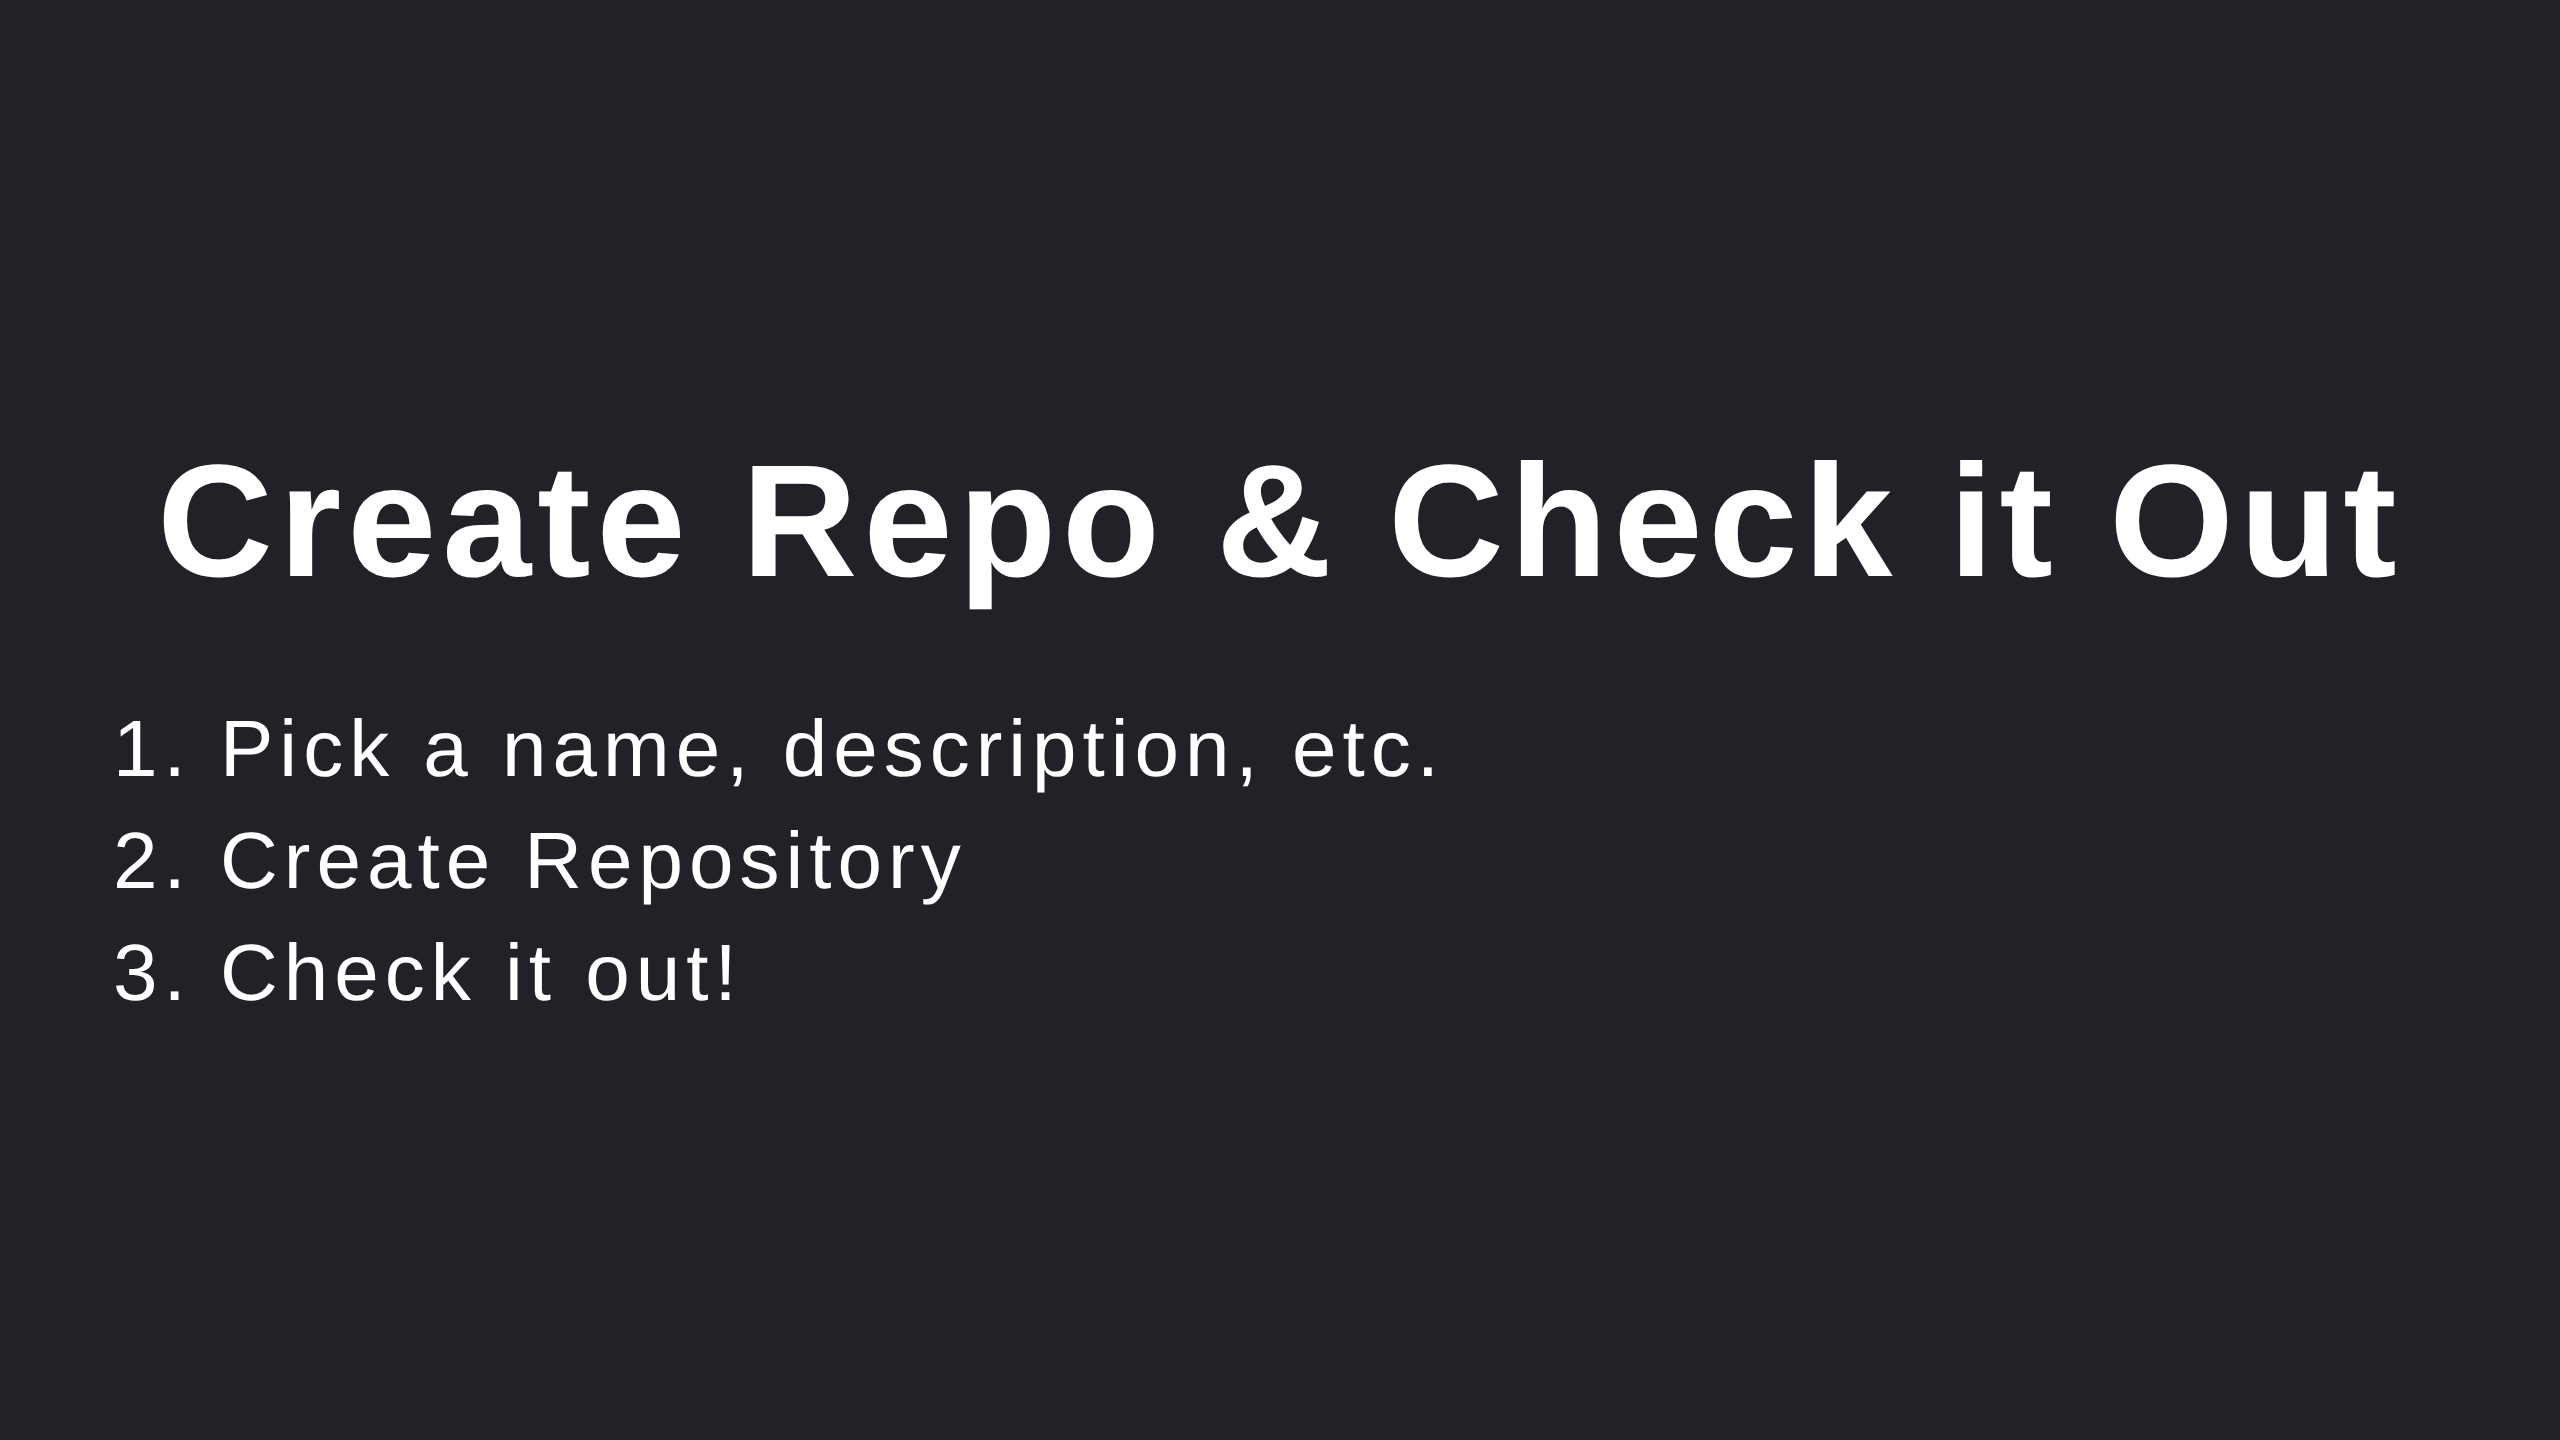 Create Repo & Check it Out
1. Pick a name, description, etc.
2. Create Repository
3. Check it out!